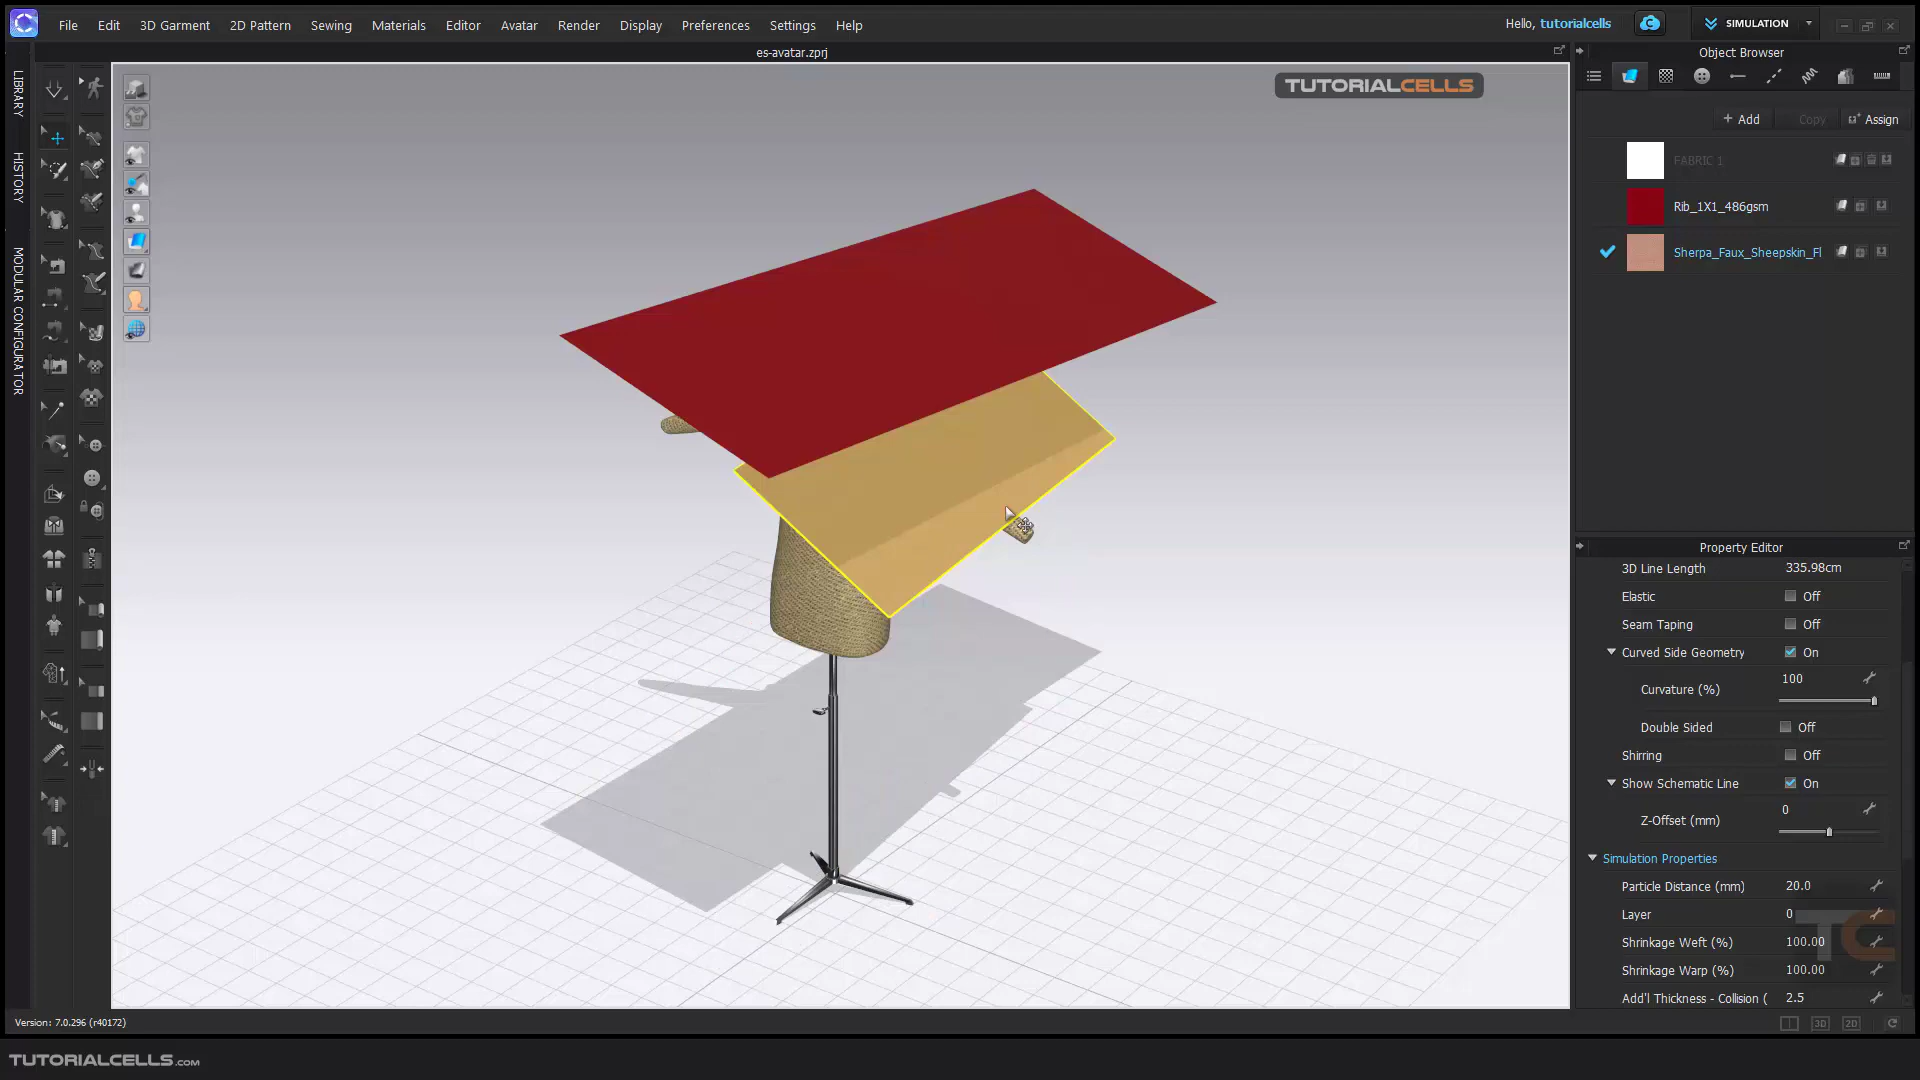 File Edit 3D Garment 2D Pattern Sewing Materials Editor Avatar Render Display Preferences Settings Help
Hello, tutorialcells
SIMULATION
es-avatar.zprj
Object Browser
LIBRARY
HISTORY
MODULAR CONFIGURATOR
TUTORIALCELLS
+ Add Copy Assign
FABRIC 1
Rib_1X1_486gsm
Sherpa_Faux_Sheepskin_Fl
Property Editor
3D Line Length 335.98cm
Elastic Off
Seam Taping Off
Curved Side Geometry On
Curvature (%) 100
Double Sided Off
Shirring Off
Show Schematic Line On
Z-Offset (mm) 0
Simulation Properties
Particle Distance (mm) 20.0
Layer 0
Shrinkage Weft (%) 100.00
Shrinkage Warp (%) 100.00
Add'l Thickness - Collision ( 2.5
TC
Version: 7.0.296 (r40172)
3D 2D
TUTORIALCELLS.com